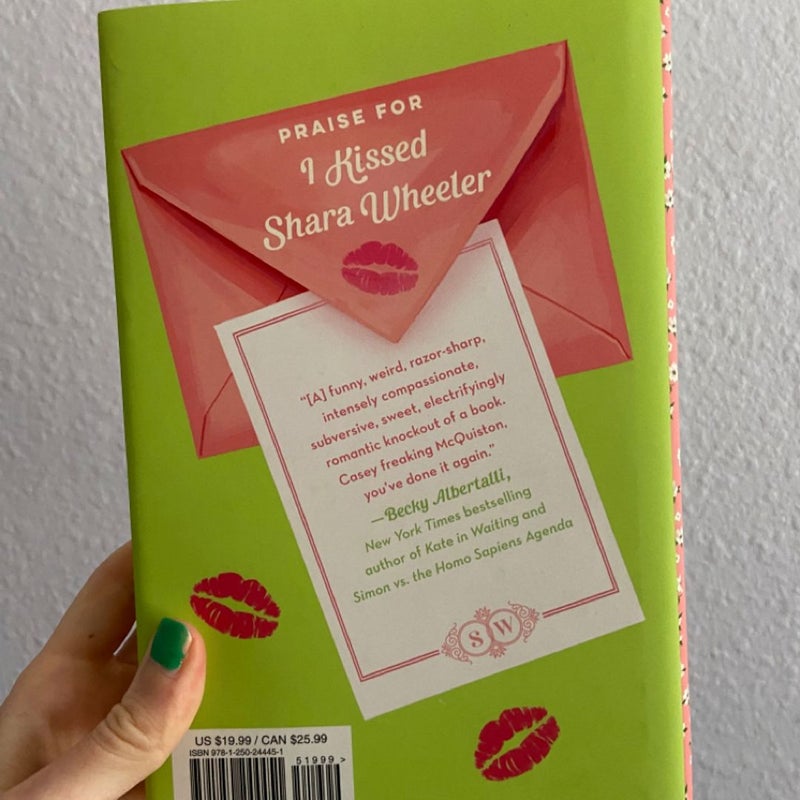 PRAISE FOR
I Kissed
Shara Wheeler
"[A] funny, weird, razor-sharp,
intensely compassionate,
subversive, sweet, electrifyingly
romantic knockout of a book.
Casey freaking McQuiston,
you've done it again."
—Becky Albertalli,
New York Times bestselling
author of Kate in Waiting and
Simon vs. the Homo Sapiens Agenda
S W
US $19.99 / CAN $25.99
ISBN 978-1-250-24445-1
51999 >